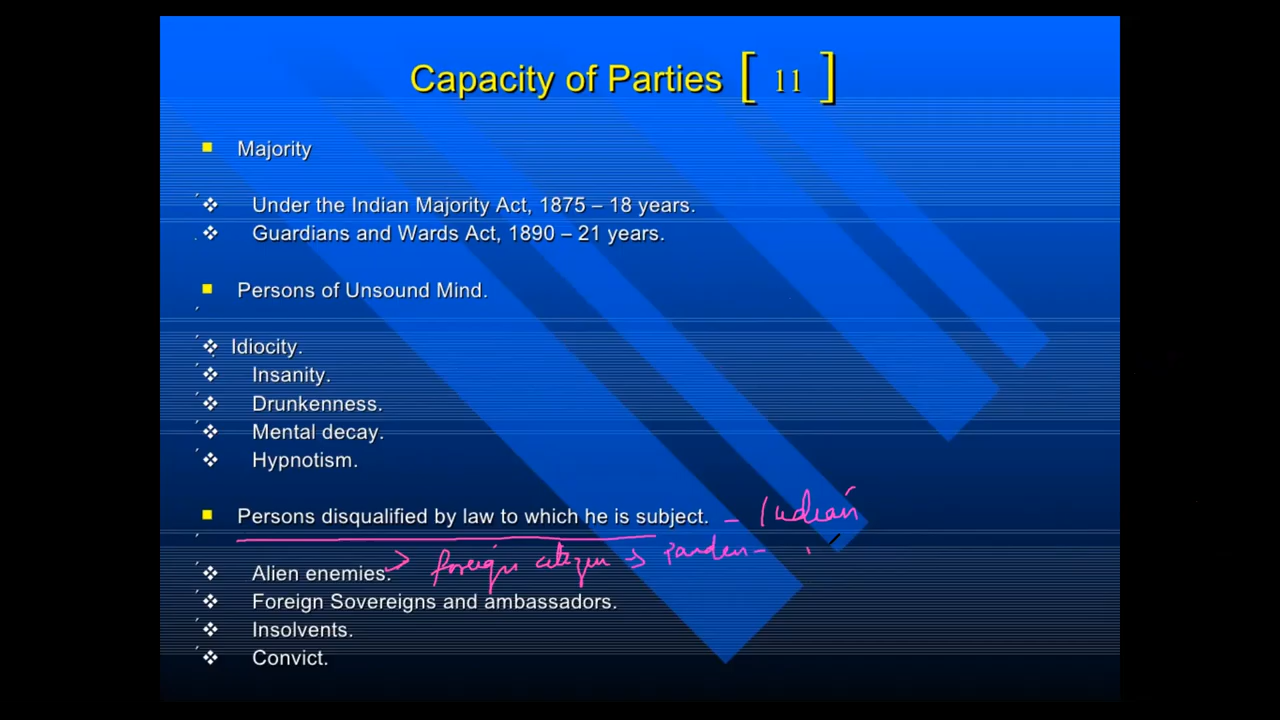 Capacity of Parties [ 11 ]
Majority
Under the Indian Majority Act, 1875 – 18 years.
Guardians and Wards Act, 1890 – 21 years.
Persons of Unsound Mind.
Idiocy.
Insanity.
Drunkenness.
Mental decay.
Hypnotism.
Persons disqualified by law to which he is subject. – Indian
Alien enemies. → foreign citizen →
Foreign Sovereigns and ambassadors.
Insolvents.
Convict.